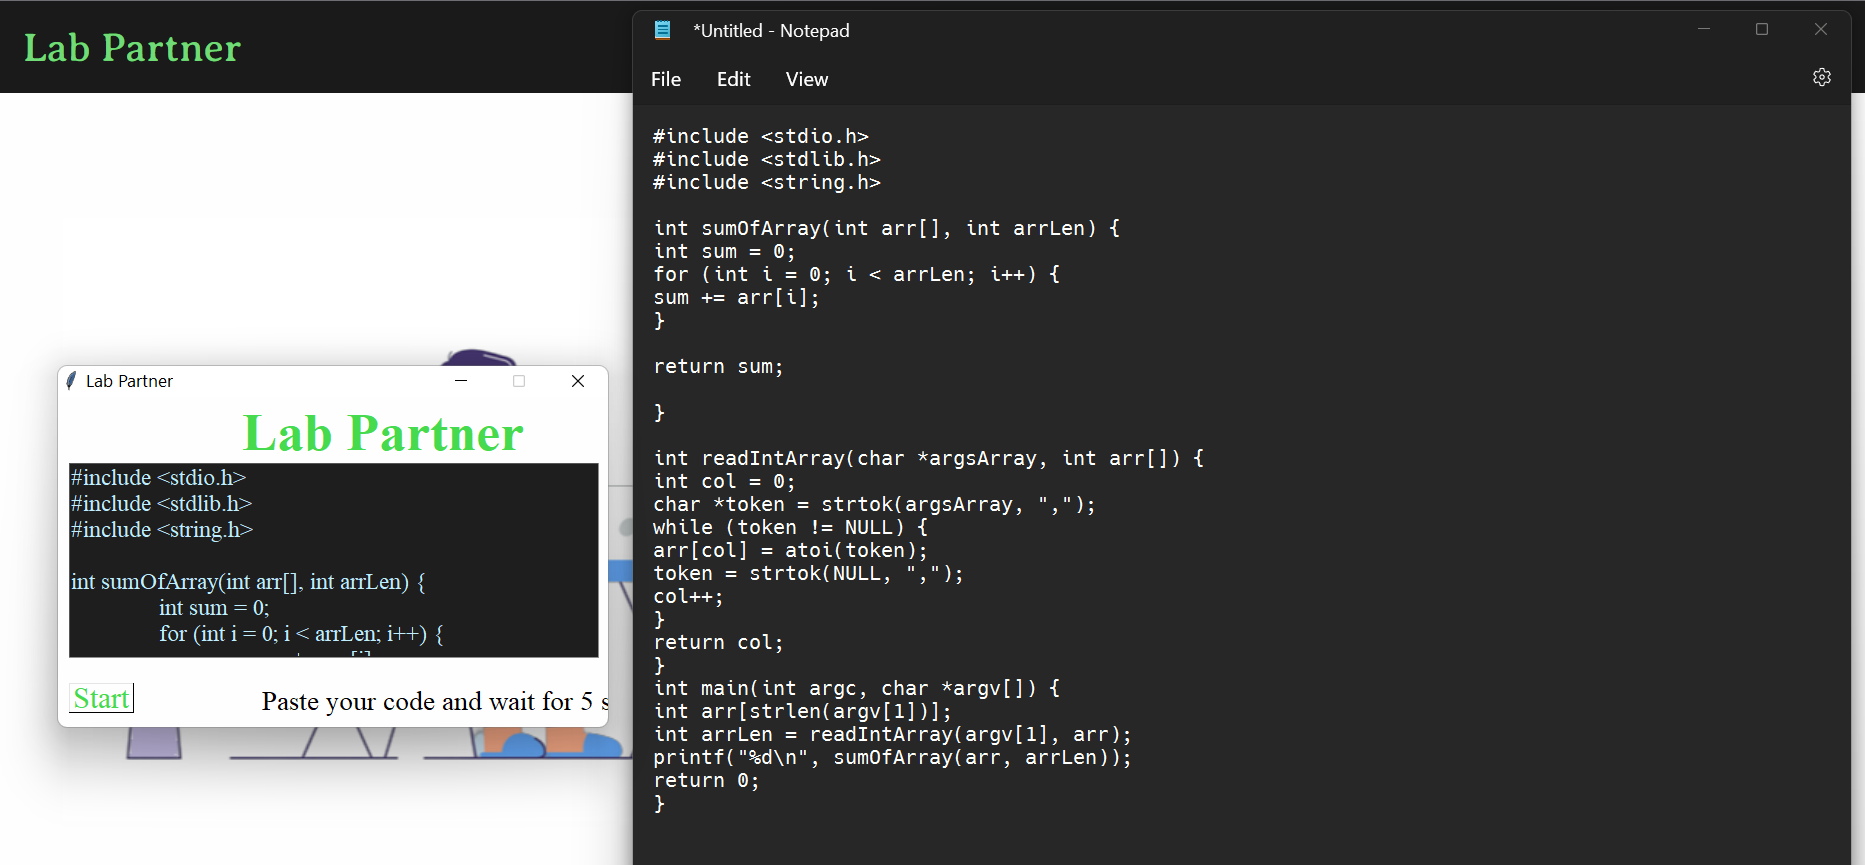 Lab Partner
*Untitled - Notepad
File Edit View
#include <stdio.h>
#include <stdlib.h>
#include <string.h>

int sumOfArray(int arr[], int arrLen) {
int sum = 0;
for (int i = 0; i < arrLen; i++) {
sum += arr[i];
}

return sum;

}

int readIntArray(char *argsArray, int arr[]) {
int col = 0;
char *token = strtok(argsArray, ",");
while (token != NULL) {
arr[col] = atoi(token);
token = strtok(NULL, ",");
col++;
}
return col;
}
int main(int argc, char *argv[]) {
int arr[strlen(argv[1])];
int arrLen = readIntArray(argv[1], arr);
printf("%d\n", sumOfArray(arr, arrLen));
return 0;
}
Lab Partner
Lab Partner
#include <stdio.h>
#include <stdlib.h>
#include <string.h>

int sumOfArray(int arr[], int arrLen) {
int sum = 0;
for (int i = 0; i < arrLen; i++) {
Start
Paste your code and wait for 5 s